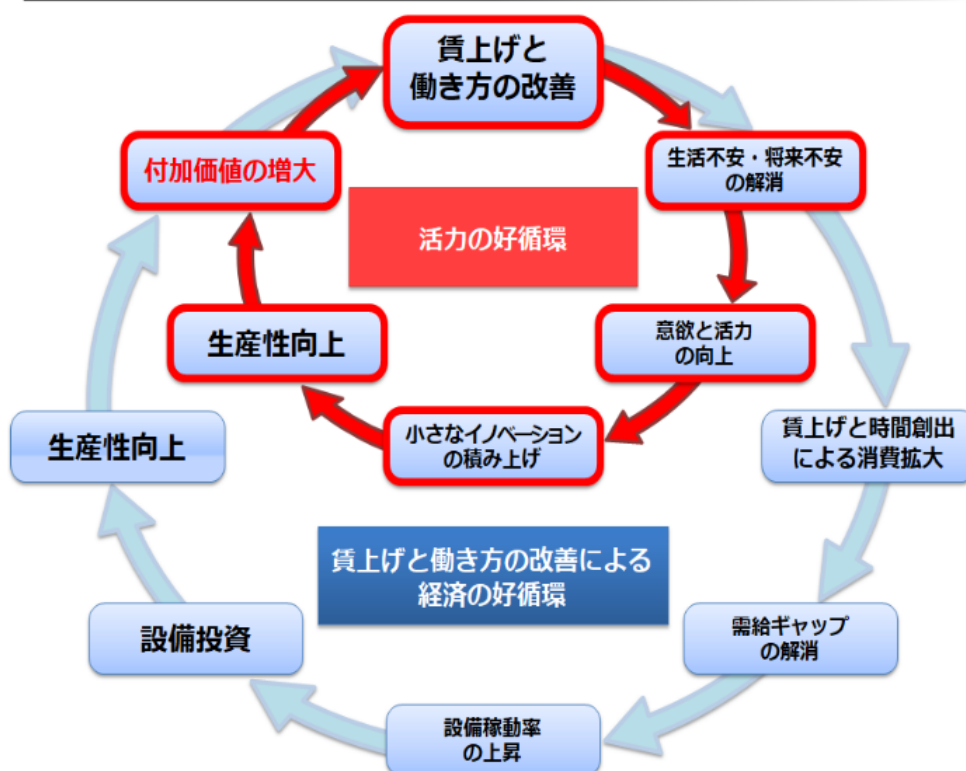 賃上げと
働き方の改善
生活不安・将来不安
の解消
付加価値の増大
活力の好循環
意欲と活力
の向上
生産性向上
小さなイノベーション
の積み上げ
賃上げと時間創出
による消費拡大
生産性向上
賃上げと働き方の改善による
経済の好循環
需給ギャップ
の解消
設備投資
設備稼動率
の上昇